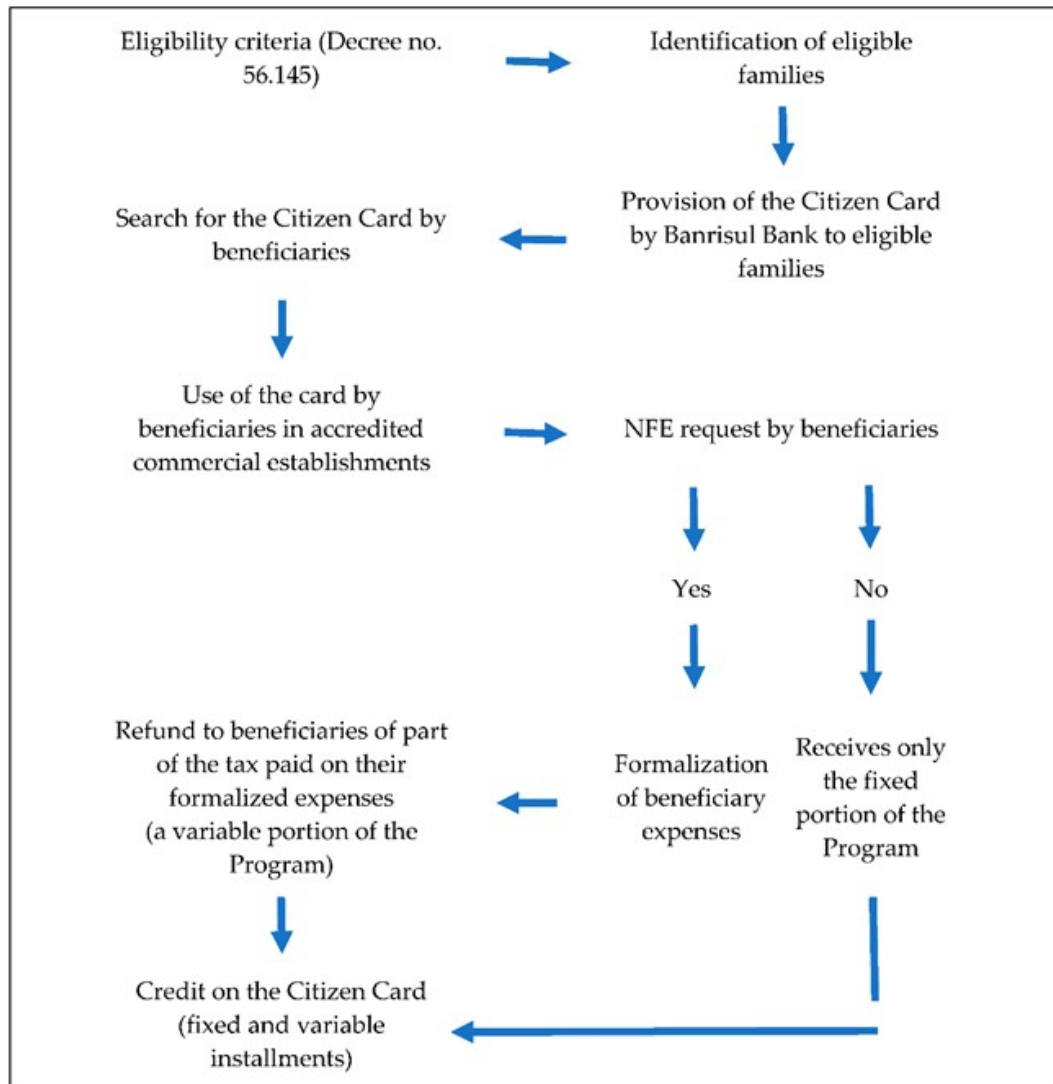 Eligibility criteria (Decree no.
56.145)
Identification of eligible
families
Provision of the Citizen Card
by Banrisul Bank to eligible
families
Search for the Citizen Card by
beneficiaries
Use of the card by
beneficiaries in accredited
commercial establishments
NFE request by beneficiaries
Yes
No
Formalization
of beneficiary
expenses
Receives only
the fixed
portion of the
Program
Refund to beneficiaries of part
of the tax paid on their
formalized expenses
(a variable portion of the
Program)
Credit on the Citizen Card
(fixed and variable
installments)